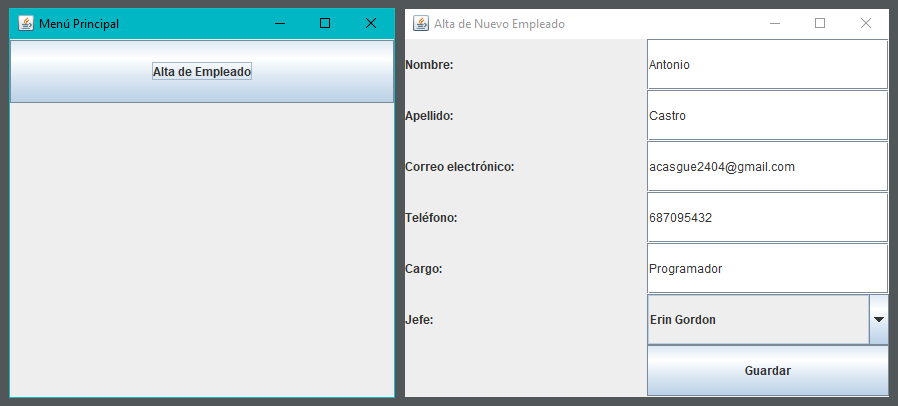 Menú Principal
Alta de Empleado
Alta de Nuevo Empleado
Nombre: Antonio
Apellido: Castro
Correo electrónico: acasgue2404@gmail.com
Teléfono: 687095432
Cargo: Programador
Jefe: Erin Gordon
Guardar